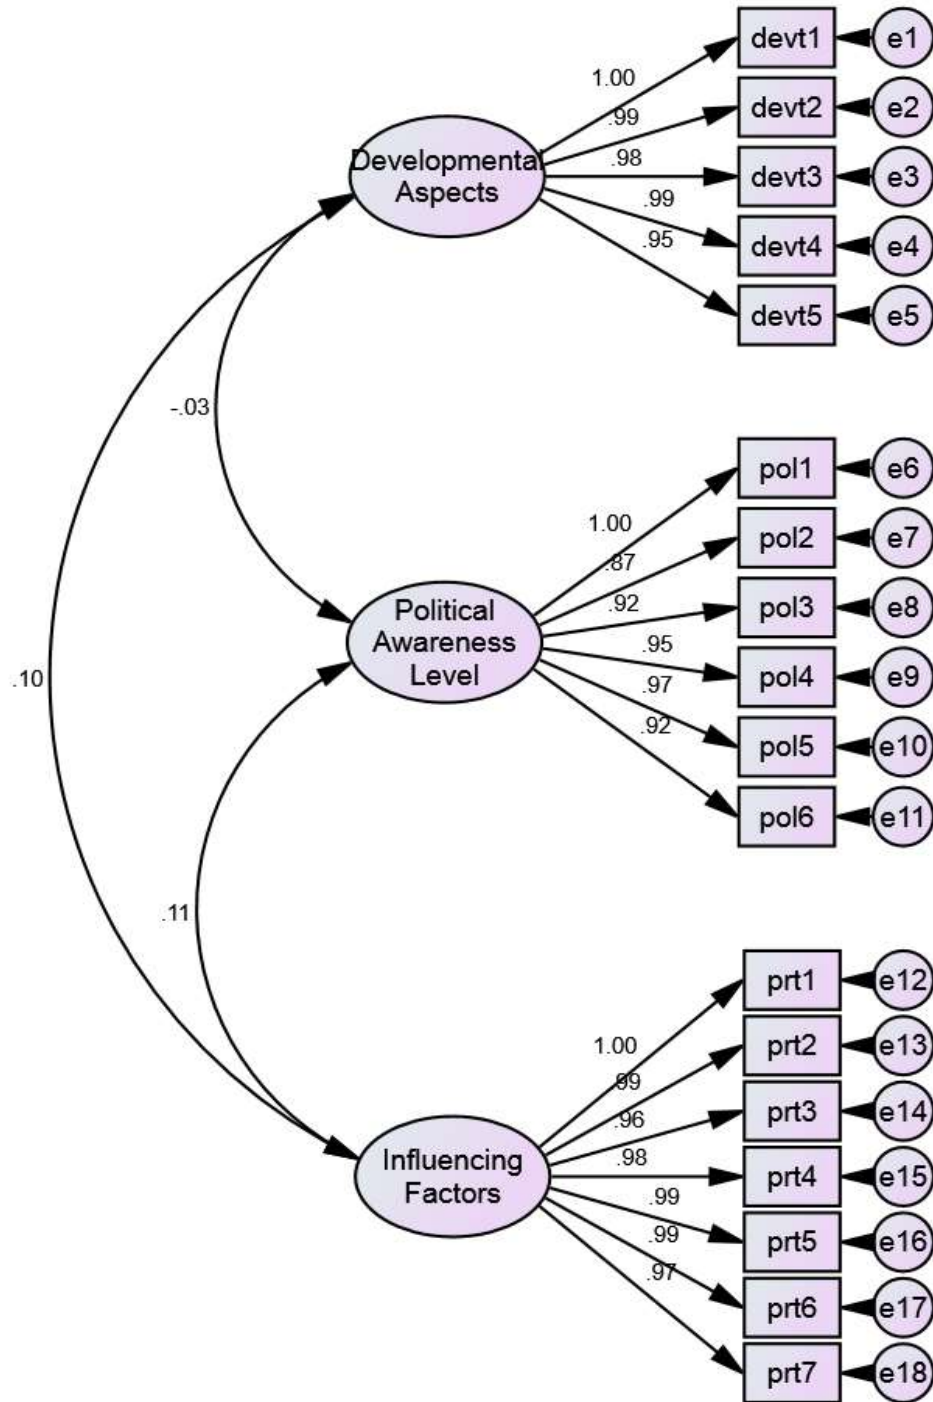 devt1
e1
1.00
devt2
e2
.99
Developmental
Aspects
.98
devt3
e3
.99
devt4
e4
.95
devt5
e5
-.03
pol1
e6
1.00
pol2
e7
.87
.92
pol3
e8
Political
Awareness
Level
.95
pol4
e9
.97
pol5
e10
.92
pol6
e11
.10
.11
prt1
e12
1.00
prt2
e13
.99
.96
prt3
e14
Influencing
Factors
.98
prt4
e15
.99
prt5
e16
.99
.97
prt6
e17
prt7
e18